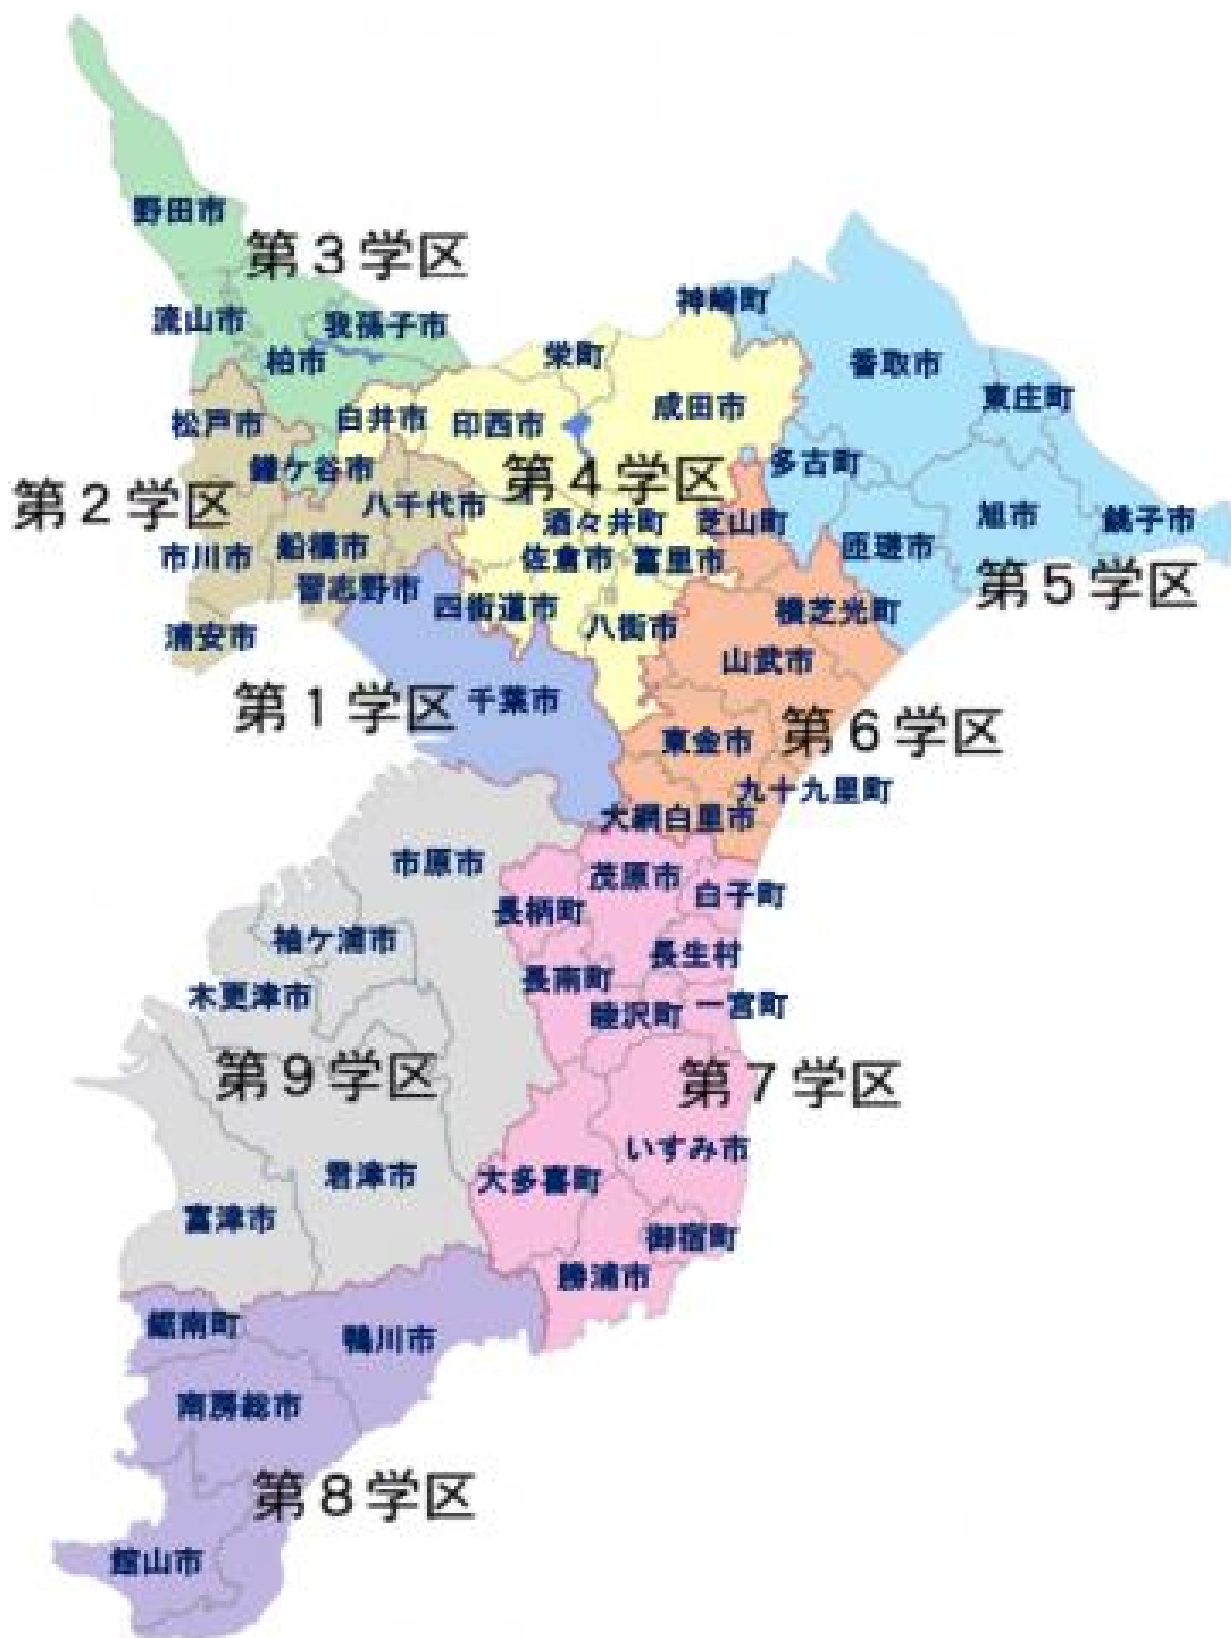 野田市
第3学区
神崎町
流山市
我孫子市
栄町
柏市
香取市
東庄町
成田市
松戸市
白井市
印西市
鎌ケ谷市
第4学区
多古町
第2学区
八千代市
酒々井町
芝山町
旭市
銚子市
市川市
船橋市
佐倉市
富里市
匝瑳市
第5学区
習志野市
四街道市
八街市
横芝光町
浦安市
山武市
第1学区
千葉市
東金市
第6学区
九十九里町
大網白里市
市原市
茂原市
白子町
長柄町
袖ケ浦市
長生村
長南町
木更津市
睦沢町
一宮町
第9学区
第7学区
いすみ市
君津市
大多喜町
富津市
御宿町
勝浦市
鋸南町
鴨川市
南房総市
第8学区
館山市